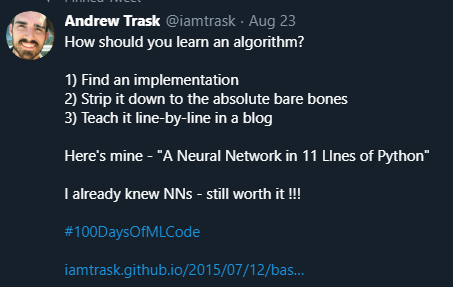 Pinned Tweet
Andrew Trask @iamtrask · Aug 23
How should you learn an algorithm?
1) Find an implementation
2) Strip it down to the absolute bare bones
3) Teach it line-by-line in a blog
Here's mine - "A Neural Network in 11 LInes of Python"
I already knew NNs - still worth it !!!
#100DaysOfMLCode
iamtrask.github.io/2015/07/12/bas...